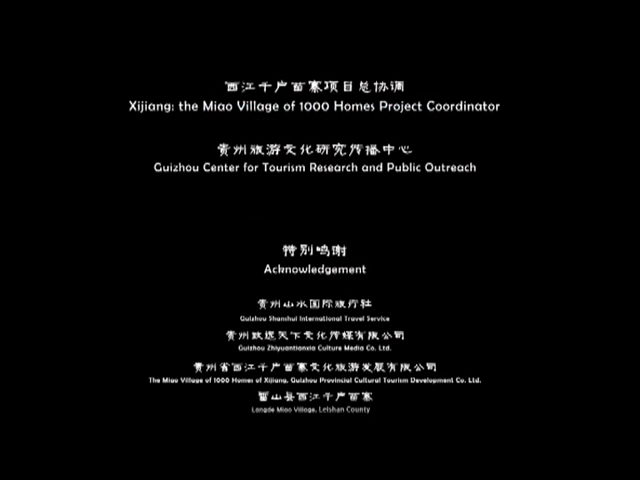 西江千户苗寨项目总协调
Xijiang: the Miao Village of 1000 Homes Project Coordinator
贵州旅游文化研究传播中心
Guizhou Center for Tourism Research and Public Outreach
特别鸣谢
Acknowledgement
贵州山水国际旅行社
Guizhou Shanshui International Travel Service
贵州致远天下文化传媒有限公司
Guizhou Zhiyuantianxia Culture Media Co. Ltd.
贵州省西江千户苗寨文化旅游发展有限公司
The Miao Village of 1000 Homes of Xijiang, Guizhou Provincial Cultural Tourism Development Co. Ltd.
雷山县西江千户苗寨
Langde Miao Village, Leishan County